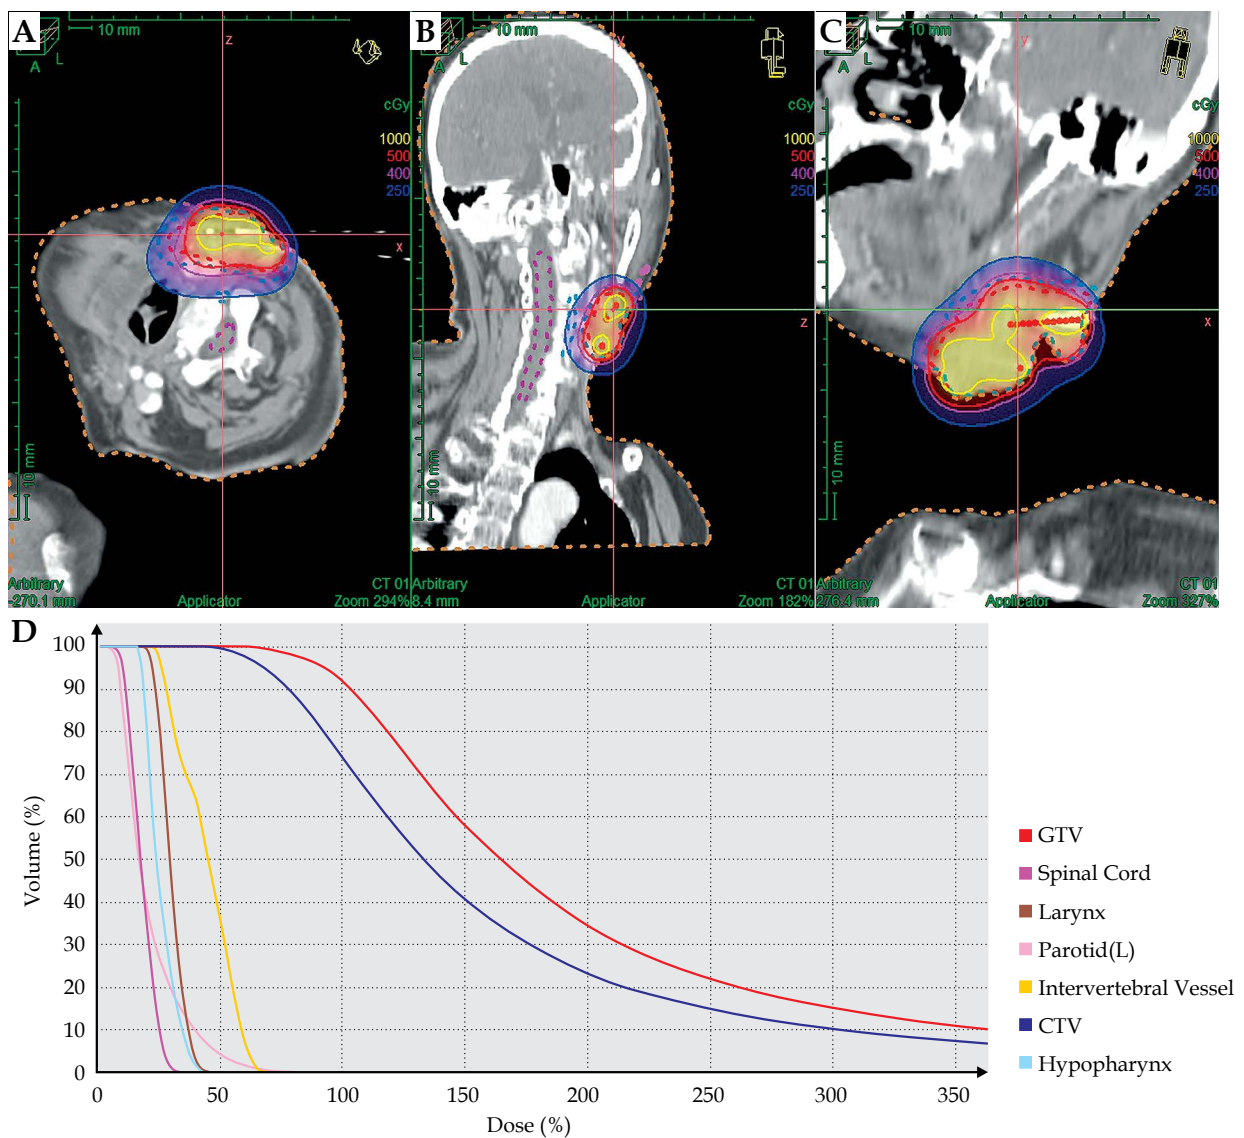 A
10 mm
A
L
z
cGy
1000
500
400
250
x
10 mm
Arbitrary
-270.1 mm
Applicator
CT 01
Zoom 294%
B
10 mm
A
L
y
cGy
1000
500
400
250
z
10 mm
Arbitrary
8.4 mm
Applicator
CT 01
Zoom 182%
C
10 mm
A
L
y
cGy
1000
500
400
250
x
10 mm
Arbitrary
276.4 mm
Applicator
CT 01
Zoom 327%
D
100
90
80
70
60
50
40
30
20
10
0
Volume (%)
0
50
100
150
200
250
300
350
Dose (%)
GTV
Spinal Cord
Larynx
Parotid(L)
Intervertebral Vessel
CTV
Hypopharynx